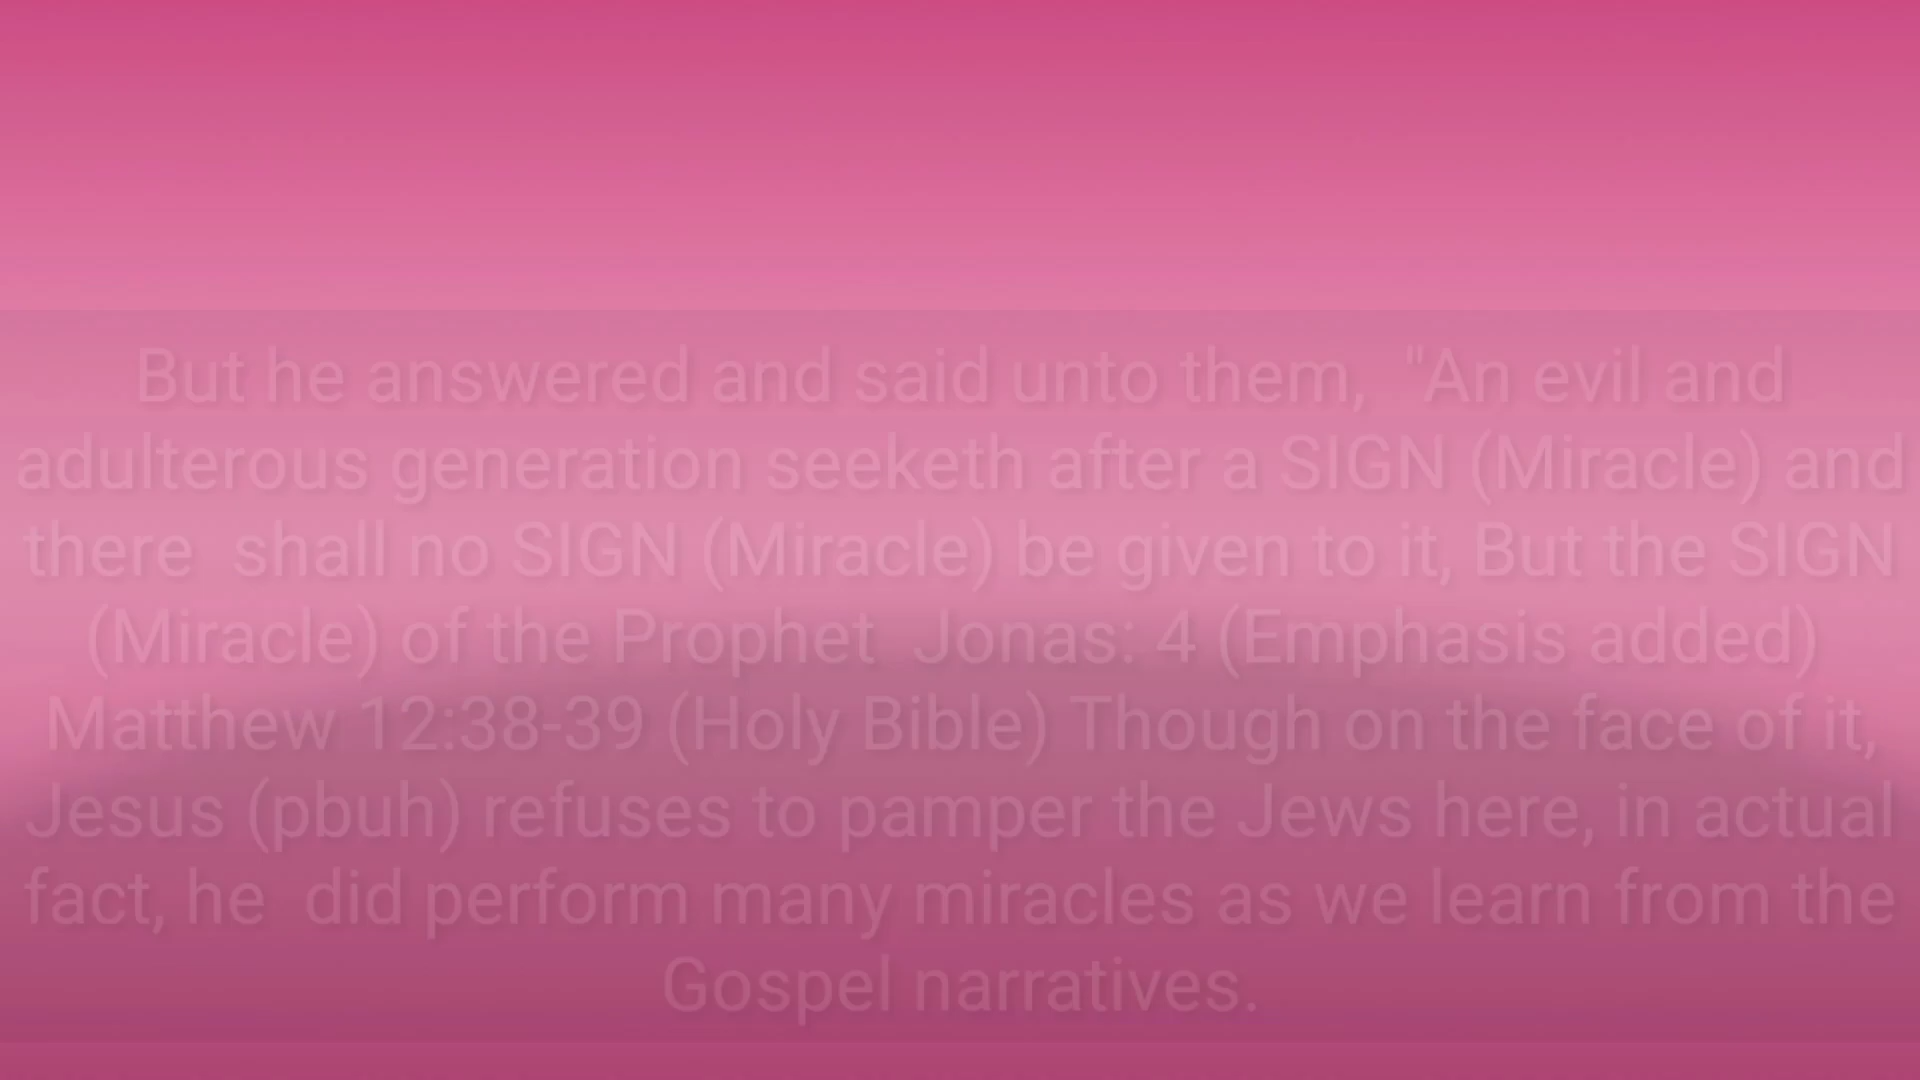 But he answered and said unto them,  "An evil and
adulterous generation seeketh after a SIGN (Miracle) and
there  shall no SIGN (Miracle) be given to it, But the SIGN
(Miracle) of the Prophet  Jonas: 4 (Emphasis added)
Matthew 12:38-39 (Holy Bible) Though on the face of it,
Jesus (pbuh) refuses to pamper the Jews here, in actual
fact, he  did perform many miracles as we learn from the
Gospel narratives.